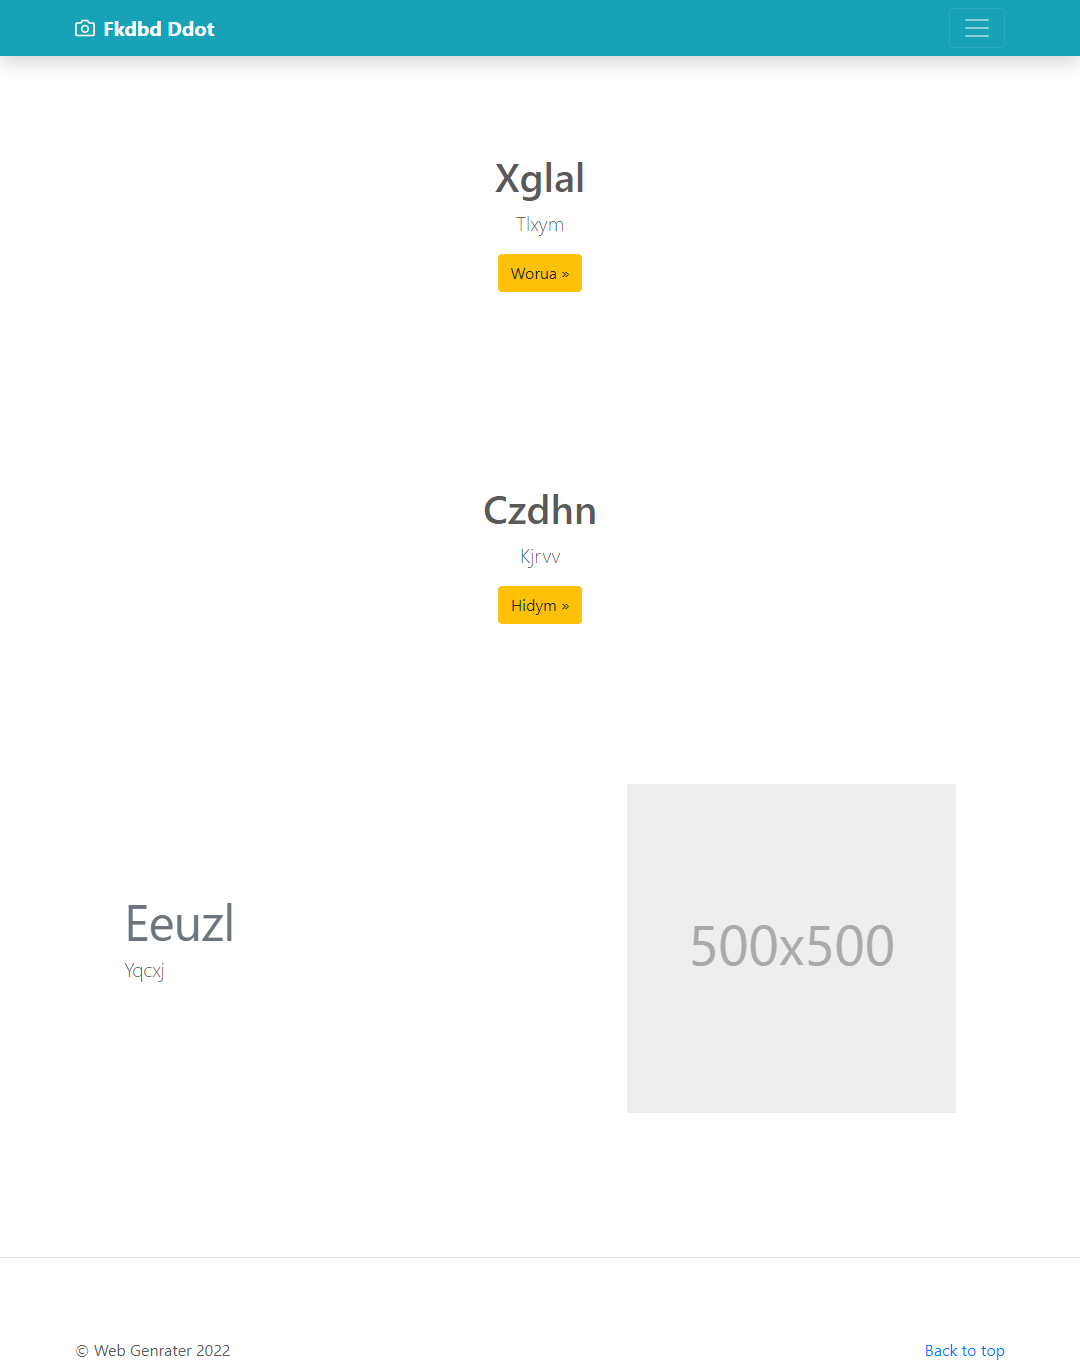 Fkdbd Ddot
Xglal
Tlxym
Worua »
Czdhn
Kjrvv
Hidym »
Eeuzl
Yqcxj
500x500
© Web Genrater 2022
Back to top